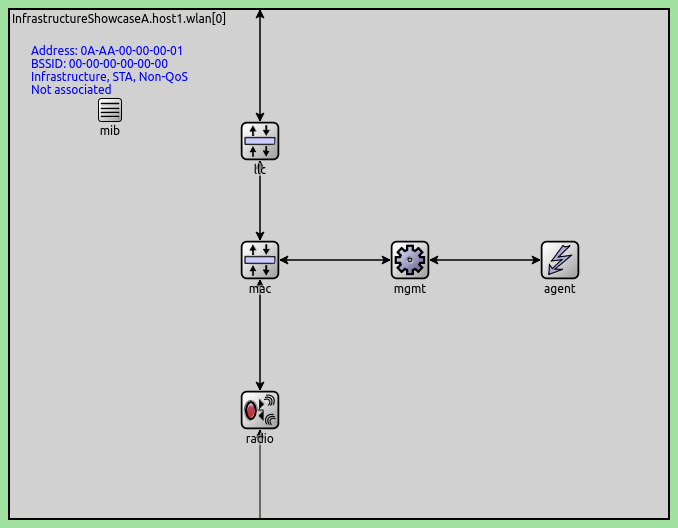 InfrastructureShowcaseA.host1.wlan[0]
Address: 0A-AA-00-00-00-01
BSSID: 00-00-00-00-00-00
Infrastructure, STA, Non-QoS
Not associated
mib
llc
mac
mgmt
agent
radio